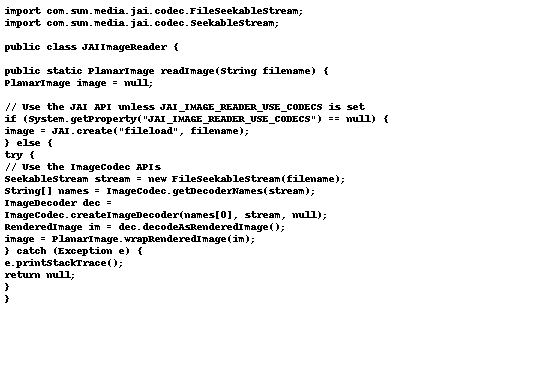 import com.sun.media.jai.codec.FileSeekableStream;
import com.sun.media.jai.codec.SeekableStream;

public class JAIImageReader {

public static PlanarImage readImage(String filename) {
PlanarImage image = null;

// Use the JAI API unless JAI_IMAGE_READER_USE_CODECS is set
if (System.getProperty("JAI_IMAGE_READER_USE_CODECS") == null) {
image = JAI.create("fileload", filename);
} else {
try {
// Use the ImageCodec APIs
SeekableStream stream = new FileSeekableStream(filename);
String[] names = ImageCodec.getDecoderNames(stream);
ImageDecoder dec =
ImageCodec.createImageDecoder(names[0], stream, null);
RenderedImage im = dec.decodeAsRenderedImage();
image = PlanarImage.wrapRenderedImage(im);
} catch (Exception e) {
e.printStackTrace();
return null;
}
}